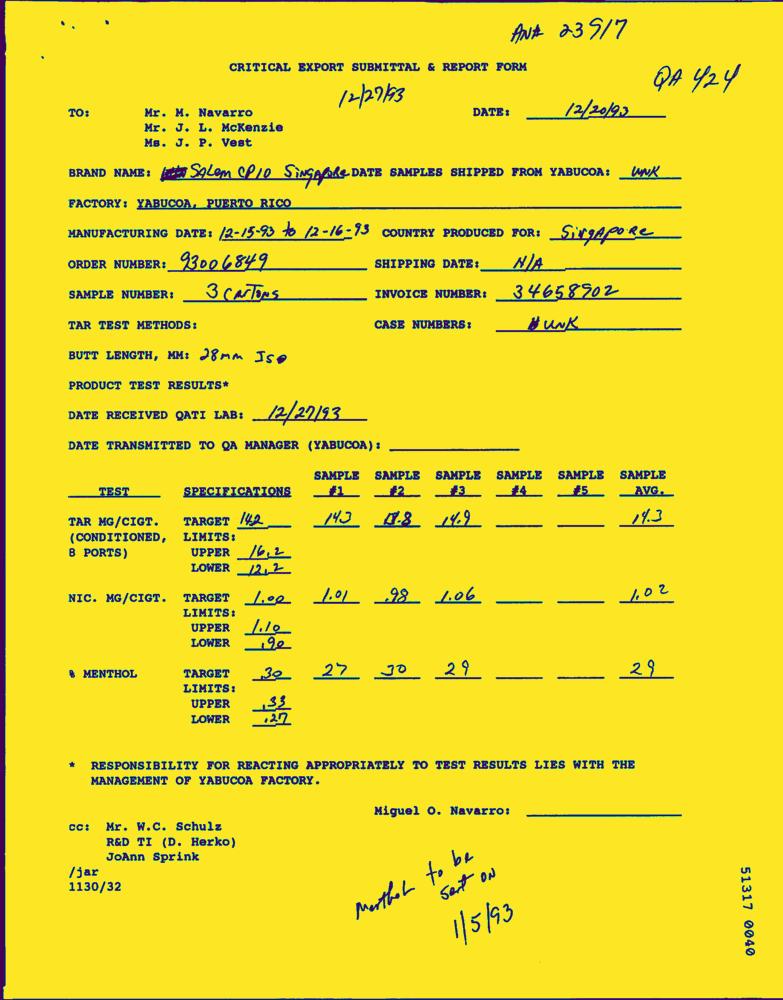 ANA 23917
CRITICAL EXPORT SUBMITTAL & REPORT FORM
QA 424
12/27/93
TO: Mr. M. Navarro DATE: 12/20/93
Mr. J. L. McKenzie
Ms. J. P. Vest
BRAND NAME: Salem CP10 Singapore DATE SAMPLES SHIPPED FROM YABUCOA: UNK
FACTORY: YABUCOA, PUERTO RICO
MANUFACTURING DATE: 12-15-93 to 12-16-93 COUNTRY PRODUCED FOR: Singapore
ORDER NUMBER: 93006849 SHIPPING DATE: N/A
SAMPLE NUMBER: 3 CARTONS INVOICE NUMBER: 34658902
TAR TEST METHODS: CASE NUMBERS: UNK
BUTT LENGTH, MM: 28mm ISO
PRODUCT TEST RESULTS*
DATE RECEIVED QATI LAB: 12/27/93
DATE TRANSMITTED TO QA MANAGER (YABUCOA):
SAMPLE SAMPLE SAMPLE SAMPLE SAMPLE SAMPLE
TEST SPECIFICATIONS #1 #2 #3 #4 #5 AVG.
TAR MG/CIGT. TARGET 14.2 14.3 13.8 14.9 14.3
(CONDITIONED, LIMITS:
8 PORTS) UPPER 16.2
LOWER 12.2
NIC. MG/CIGT. TARGET 1.00 1.01 .98 1.06 1.02
LIMITS:
UPPER 1.10
LOWER .90
% MENTHOL TARGET .30 27 30 29 29
LIMITS:
UPPER .33
LOWER .27
* RESPONSIBILITY FOR REACTING APPROPRIATELY TO TEST RESULTS LIES WITH THE
MANAGEMENT OF YABUCOA FACTORY.
Miguel O. Navarro:
cc: Mr. W.C. Schulz
R&D TI (D. Herko)
JoAnn Sprink
/jar
1130/32
Menthol to be
sent on
1/5/93
51317 0040